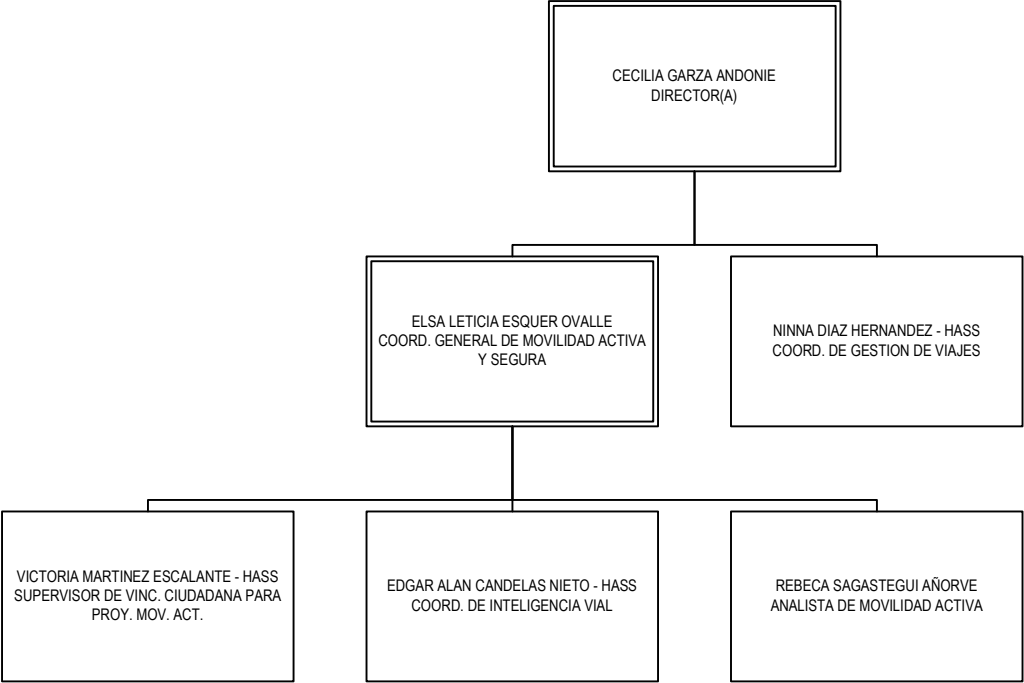 CECILIA GARZA ANDONIE
DIRECTOR(A)
ELSA LETICIA ESQUER OVALLE
COORD. GENERAL DE MOVILIDAD ACTIVA
Y SEGURA
NINNA DIAZ HERNANDEZ - HASS
COORD. DE GESTION DE VIAJES
VICTORIA MARTINEZ ESCALANTE - HASS
SUPERVISOR DE VINC. CIUDADANA PARA
PROY. MOV. ACT.
EDGAR ALAN CANDELAS NIETO - HASS
COORD. DE INTELIGENCIA VIAL
REBECA SAGASTEGUI AÑORVE
ANALISTA DE MOVILIDAD ACTIVA